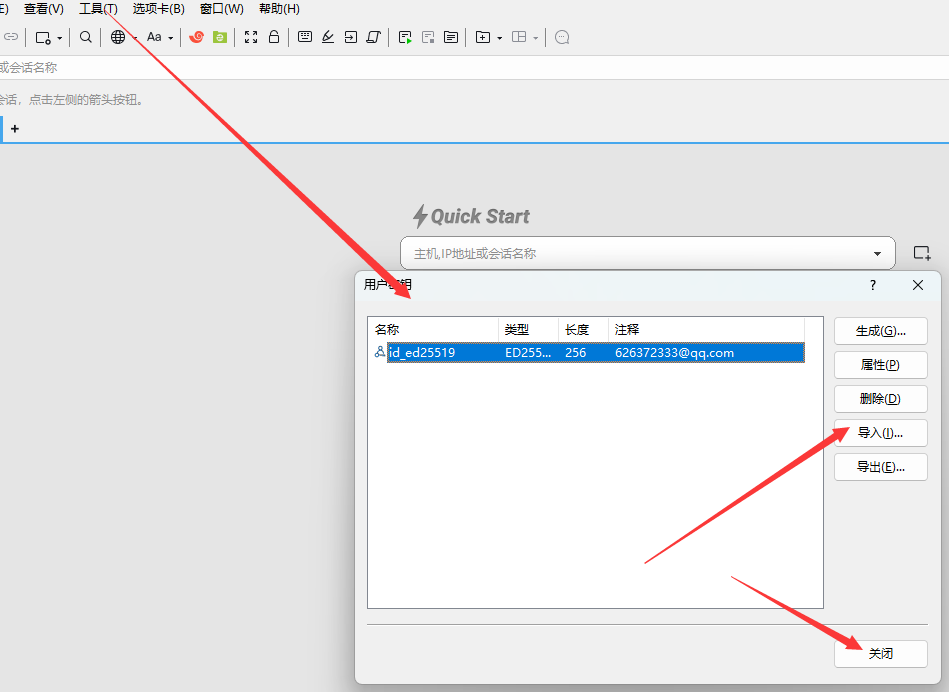 E) 查看(V) 工具(T) 选项卡(B) 窗口(W) 帮助(H)
Aa
或会话名称
会话，点击左侧的箭头按钮。
+
Quick Start
主机,IP地址或会话名称
用户密钥 ?
名称 类型 长度 注释
id_ed25519 ED255... 256 626372333@qq.com
生成(G)...
属性(P)
删除(D)
导入(I)...
导出(E)...
关闭